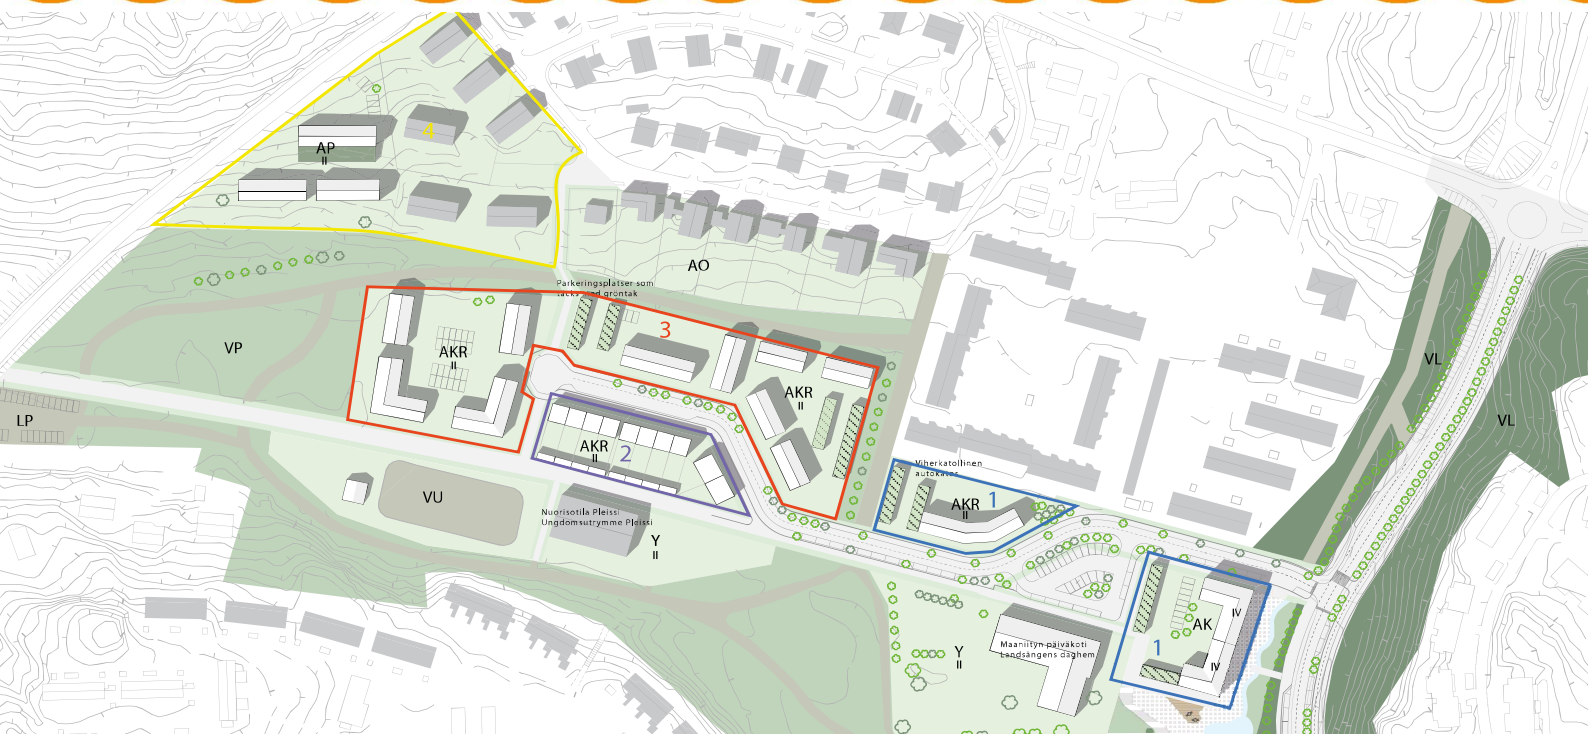 4
AP
II
AO
Parkeringsplatser som
täcks med gröntak
3
VP
AKR
II
VL
AKR
II
LP
VL
AKR
II
2
Viherkatollinen
autokatos
VU
AKR
II
1
Nuorisotila Pleissi
Ungdomsutrymme Pleissi
Y
II
IV
AK
Maaniityn päiväkoti
Landsängens daghem
1
Y
II
IV